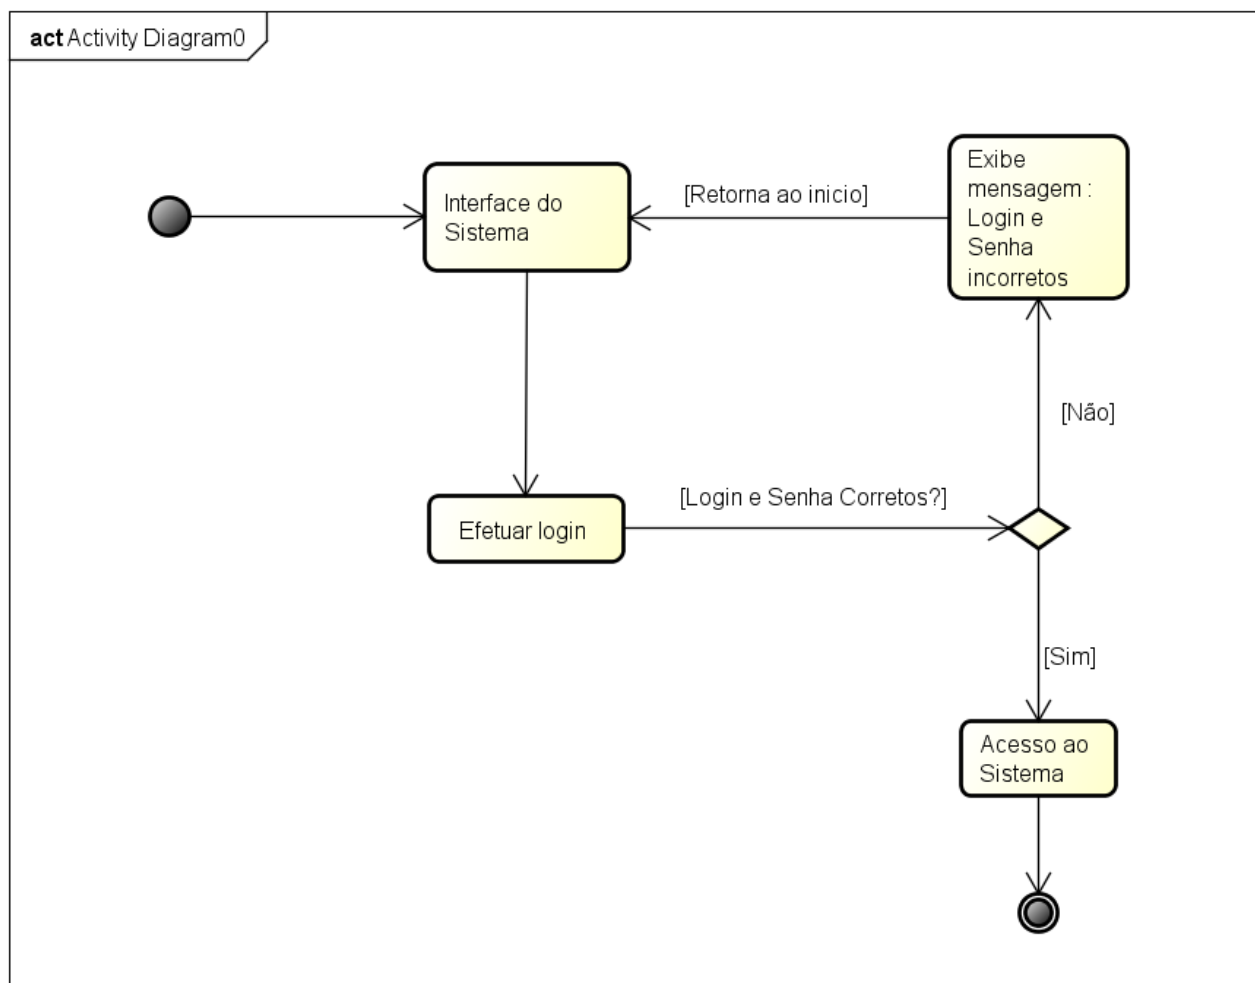 act Activity Diagram0
Exibe
mensagem :
Login e
Senha
incorretos
[Retorna ao inicio]
Interface do
Sistema
[Não]
[Login e Senha Corretos?]
Efetuar login
[Sim]
Acesso ao
Sistema